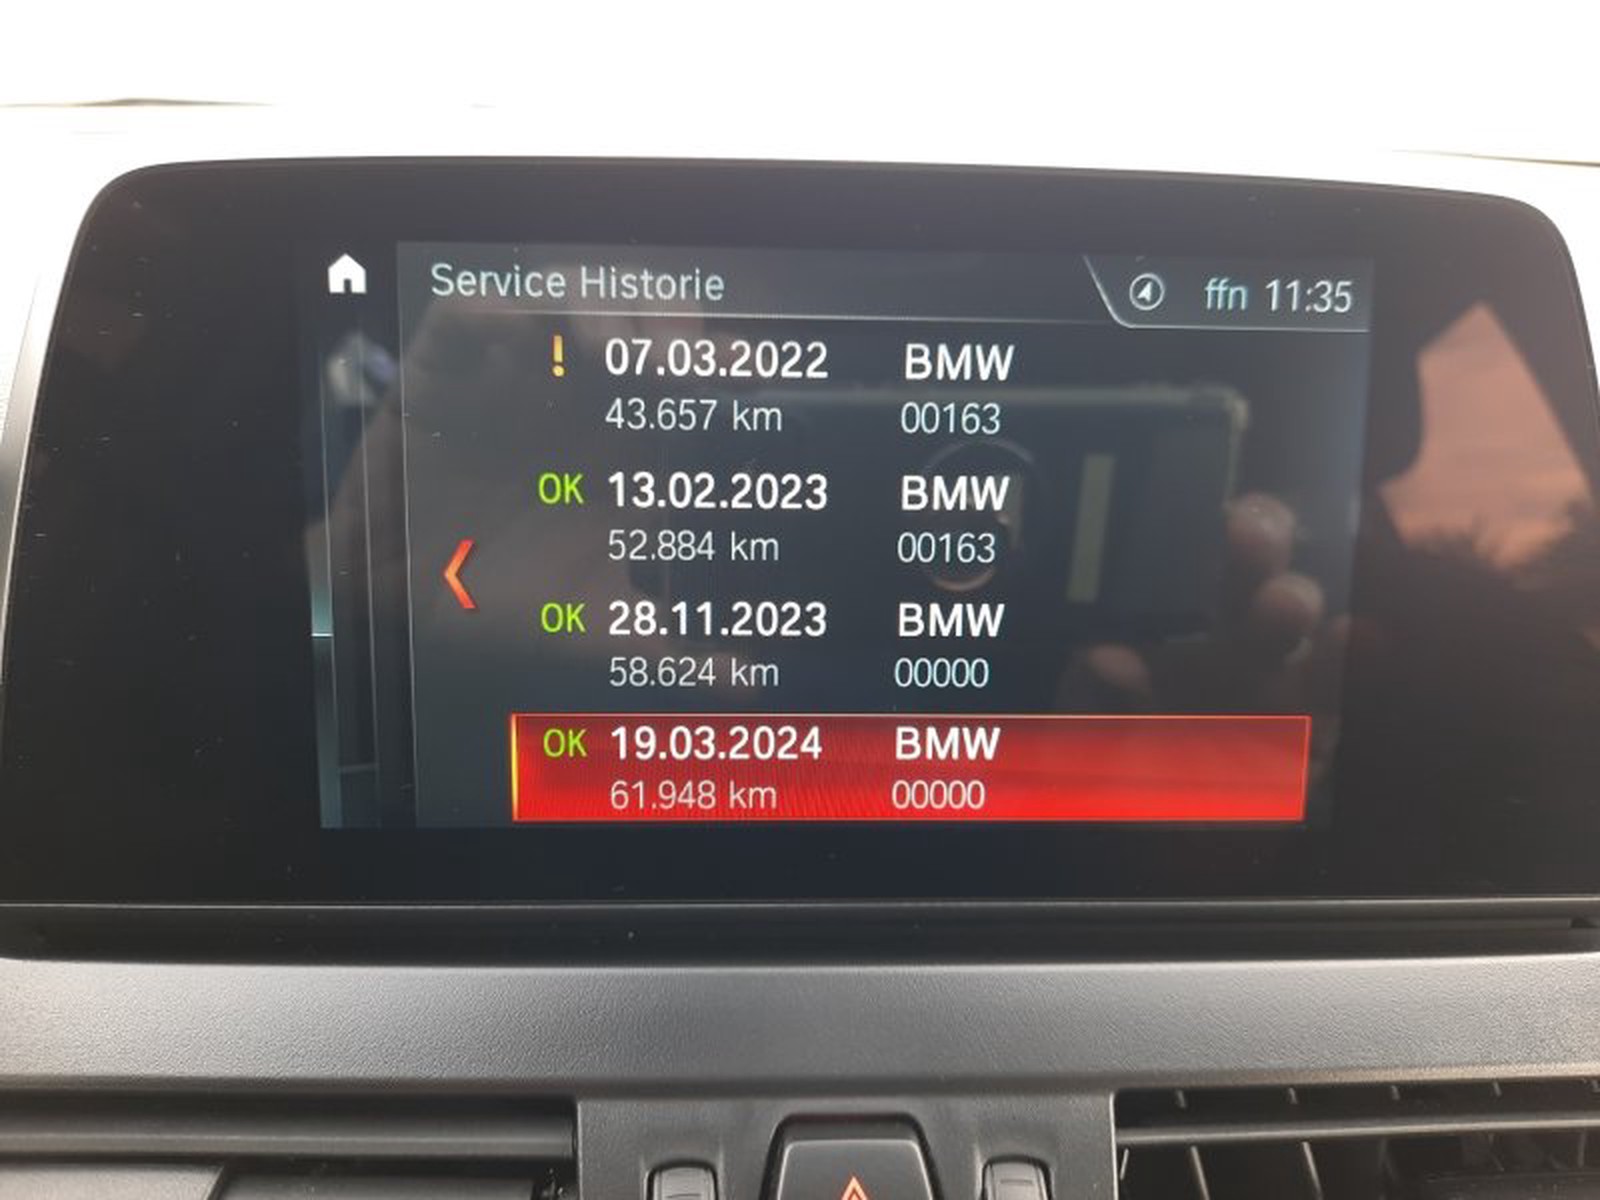 Service Historie
ffn 11:35
! 07.03.2022 BMW
43.657 km 00163
OK 13.02.2023 BMW
52.884 km 00163
OK 28.11.2023 BMW
58.624 km 00000
OK 19.03.2024 BMW
61.948 km 00000